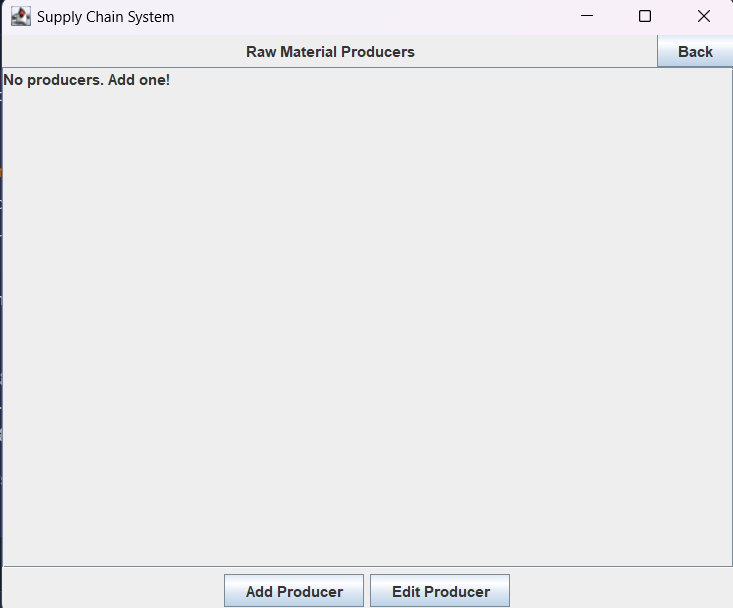 Supply Chain System
Raw Material Producers
Back
No producers. Add one!
Add Producer
Edit Producer